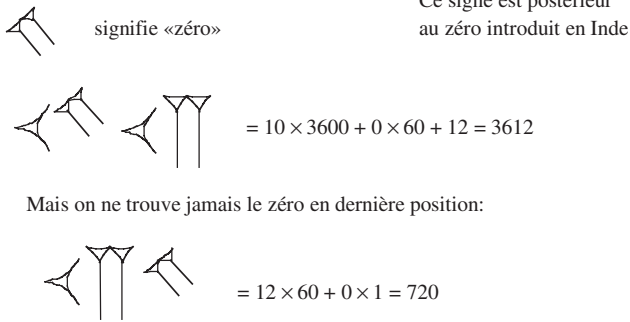 Ce signe est postérieur
signifie «zéro» au zéro introduit en Inde
= 10 × 3600 + 0 × 60 + 12 = 3612
Mais on ne trouve jamais le zéro en dernière position:
= 12 × 60 + 0 × 1 = 720